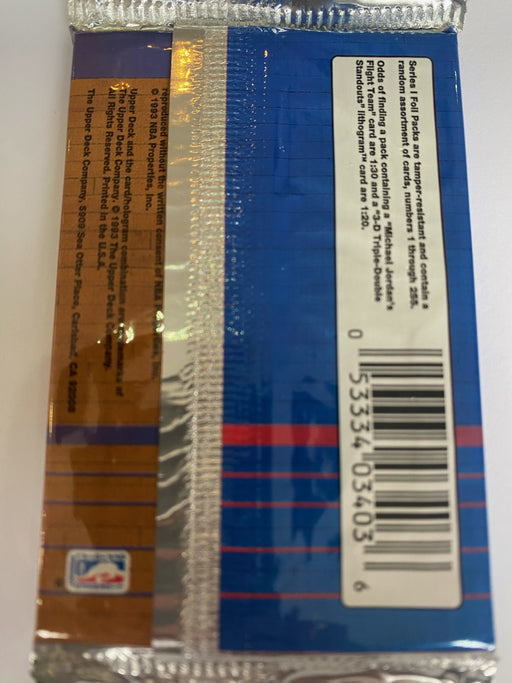 Series I Foil Packs are tamper-resistant and contain a
random assortment of cards, numbers 1 through 255.
Odds of finding a pack containing a "Michael Jordan's
Flight Team" card are 1:30 and a "3-D Triple-Double
Standouts" lithogram™ card are 1:20.
0 53334 03403 6
reproduced without the written consent of NBA Inc.
© 1993 NBA Properties, Inc.
Upper Deck and the card/hologram combination are trademarks of
The Upper Deck Company. © 1993 The Upper Deck Company.
All Rights Reserved. Printed in the U.S.A.
The Upper Deck Company, 5909 Sea Otter Place, Carlsbad, CA 92008